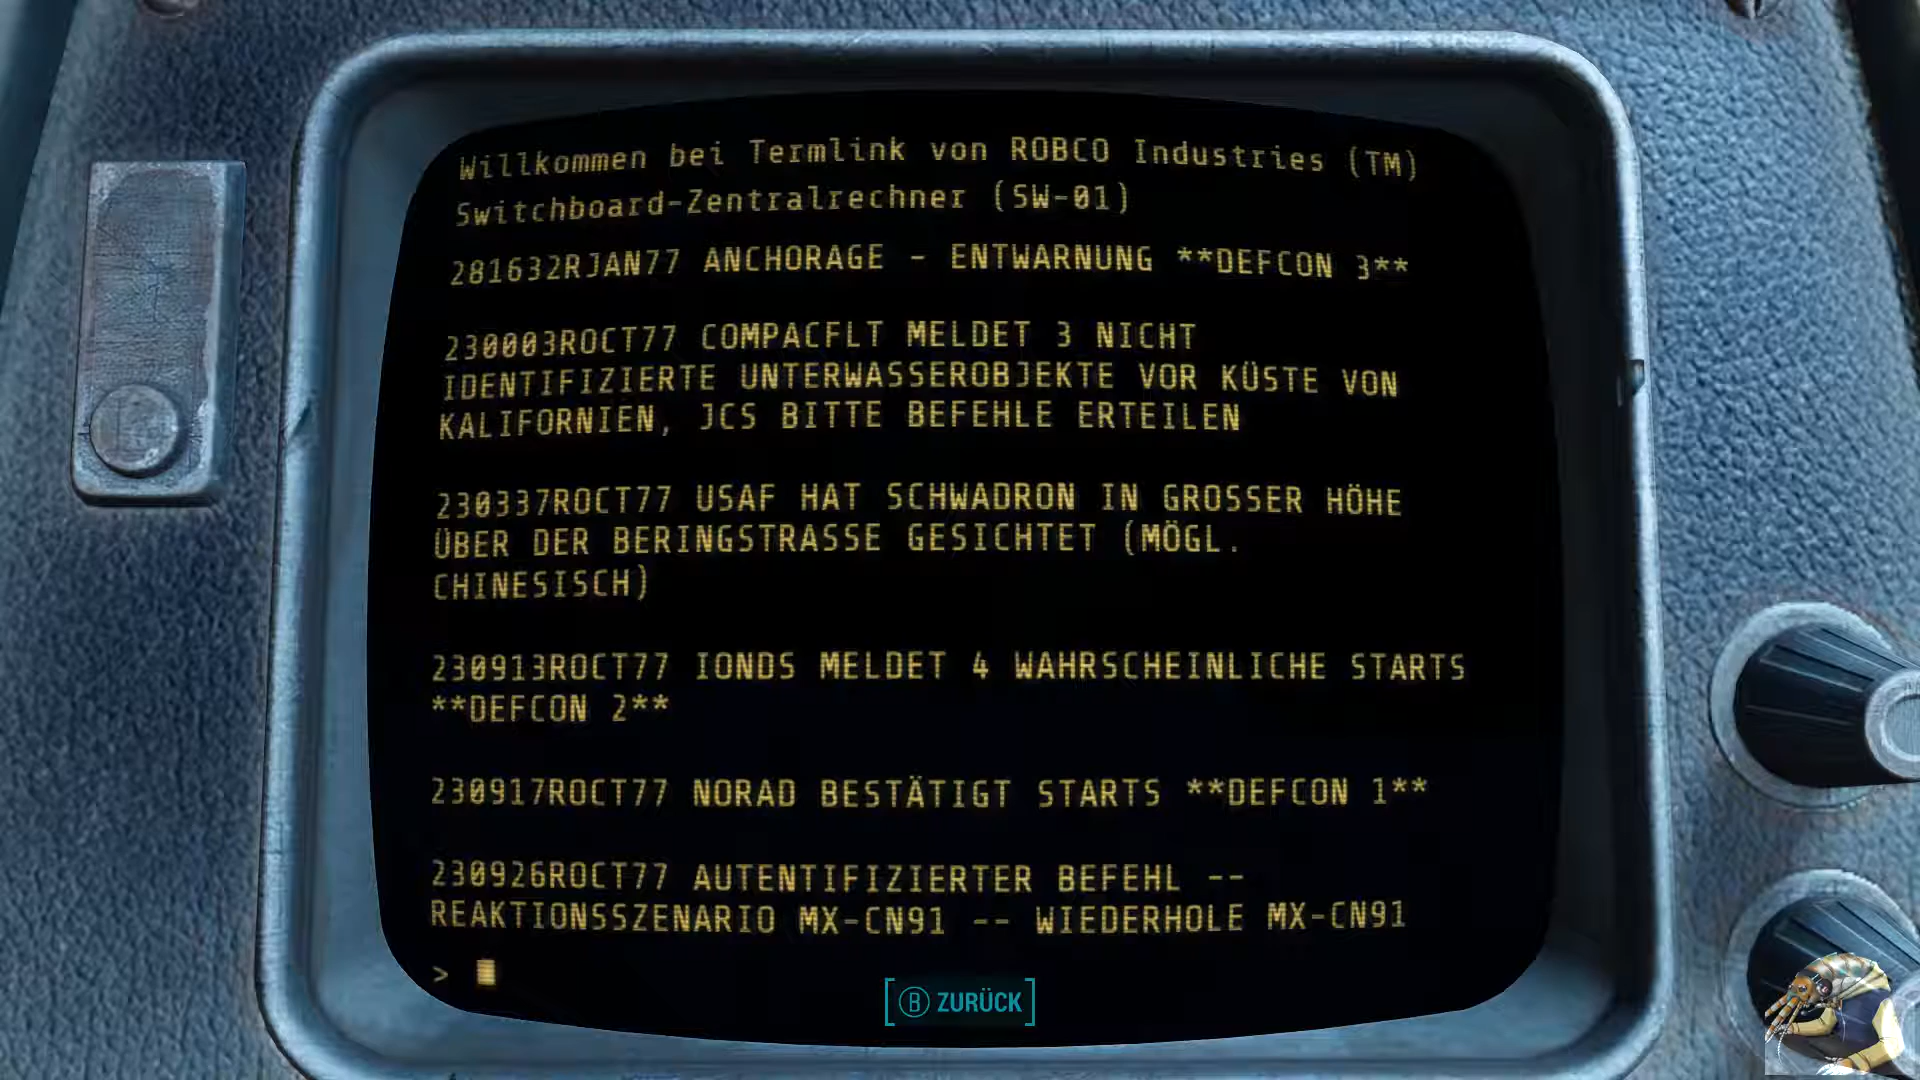 Willkommen bei Termlink von ROBCO Industries (TM)
Switchboard-Zentralrechner (SW-01)
281632RJAN77 ANCHORAGE - ENTWARNUNG **DEFCON 3**
230003ROCT77 COMPACFLT MELDET 3 NICHT
IDENTIFIZIERTE UNTERWASSEROBJEKTE VOR KÜSTE VON
KALIFORNIEN, JCS BITTE BEFEHLE ERTEILEN
230337ROCT77 USAF HAT SCHWADRON IN GROSSER HÖHE
ÜBER DER BERINGSTRASSE GESICHTET (MÖGL.
CHINESISCH)
230913ROCT77 IONDS MELDET 4 WAHRSCHEINLICHE STARTS
**DEFCON 2**
230917ROCT77 NORAD BESTÄTIGT STARTS **DEFCON 1**
230926ROCT77 AUTENTIFIZIERTER BEFEHL --
REAKTIONSSZENARIO MX-CN91 -- WIEDERHOLE MX-CN91
>
[B ZURÜCK]